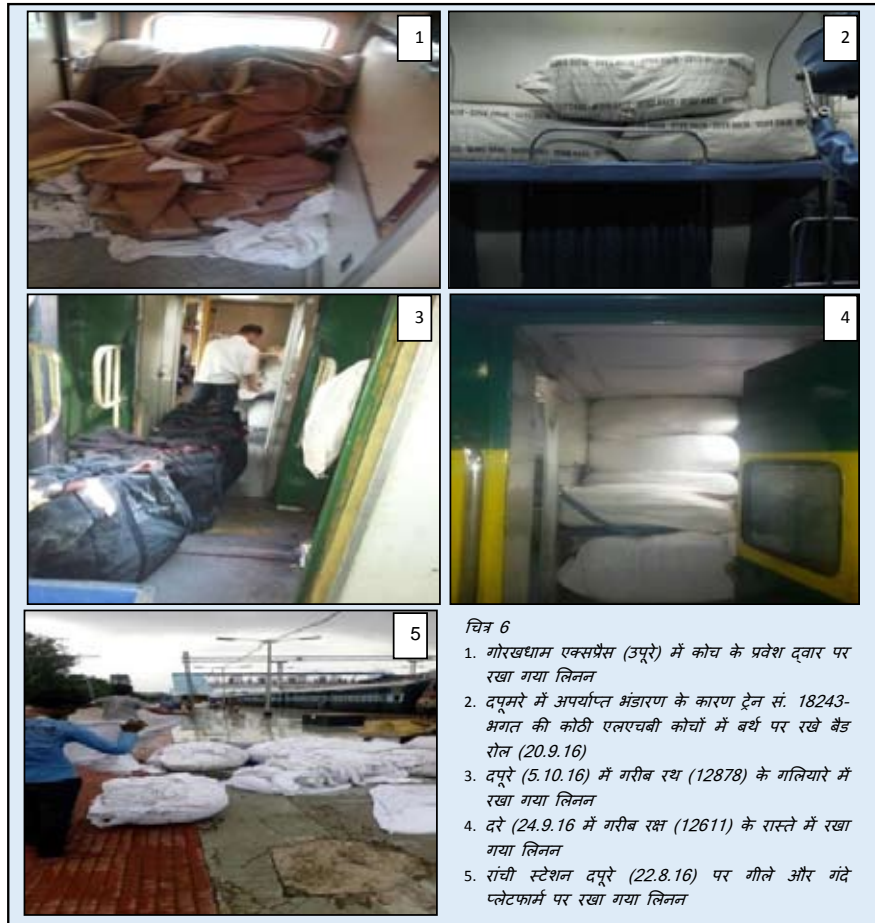 1
2
3
4
5
चित्र 6
1. गोरखधाम एक्सप्रैस (उपूरे) में कोच के प्रवेश द्वार पर
रखा गया लिनन
2. दपूमरे में अपर्याप्त भंडारण के कारण ट्रेन सं. 18243-
भगत की कोठी एलएचबी कोचों में बर्थ पर रखे बैड
रोल (20.9.16)
3. दपूरे (5.10.16) में गरीब रथ (12878) के गलियारे में
रखा गया लिनन
4. दरे (24.9.16 में गरीब रक्ष (12611) के रास्ते में रखा
गया लिनन
5. रांची स्टेशन दपूरे (22.8.16) पर गीले और गंदे
प्लेटफार्म पर रखा गया लिनन